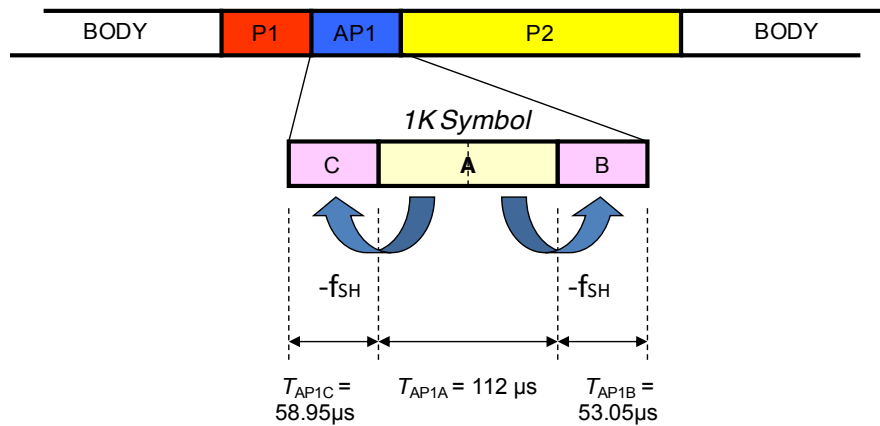 BODY P1 AP1 P2 BODY
1K Symbol
C A B
-fSH -fSH
TAP1C = TAP1A = 112 µs TAP1B =
58.95µs 53.05µs